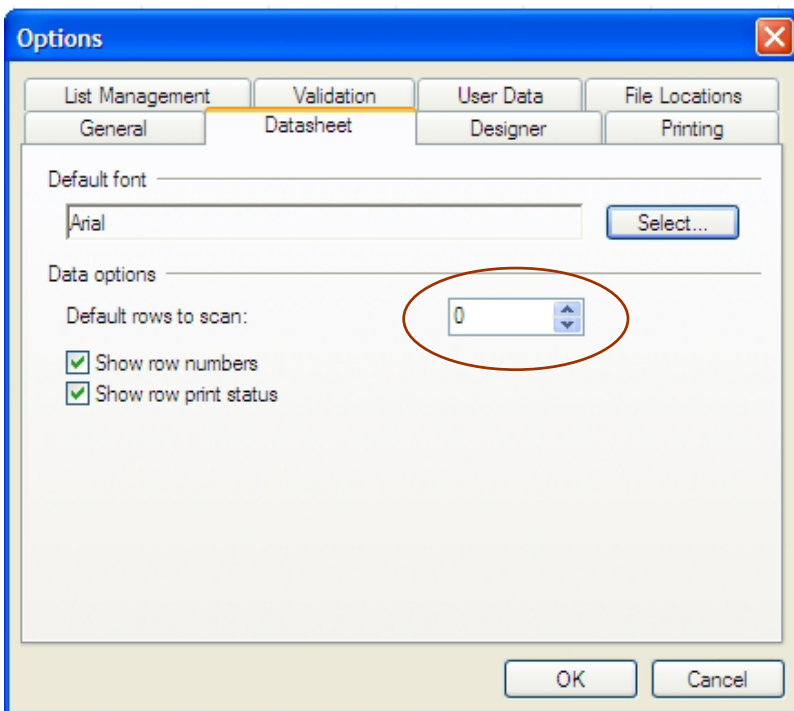 Options
List Management Validation User Data File Locations
General Datasheet Designer Printing
Default font
Arial Select...
Data options
Default rows to scan: 0
Show row numbers
Show row print status
OK Cancel